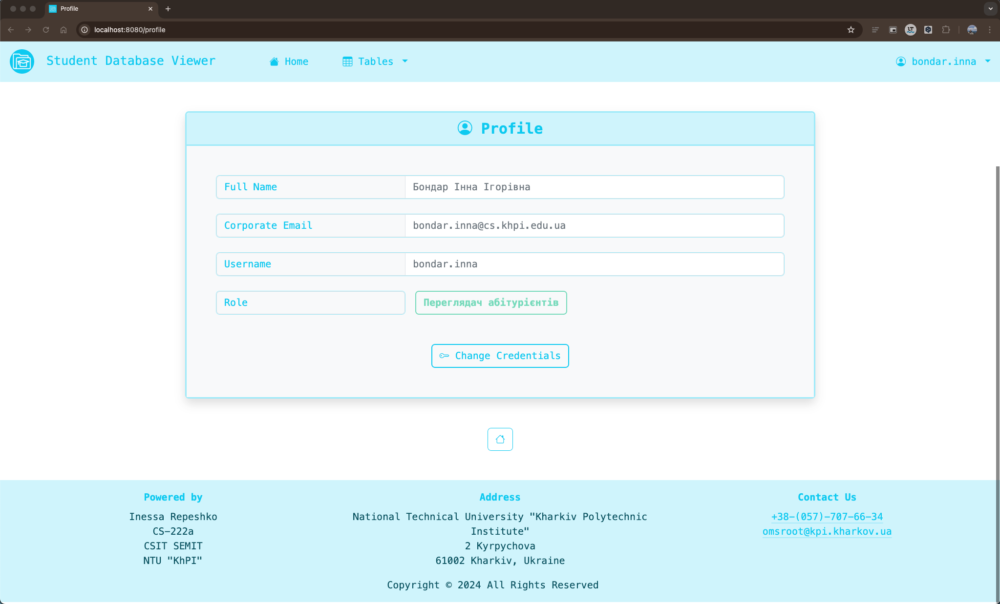 Profile
localhost:8080/profile
Student Database Viewer
Home
Tables
bondar.inna
Profile
Full Name
Бондар Інна Ігорівна
Corporate Email
bondar.inna@cs.khpi.edu.ua
Username
bondar.inna
Role
Переглядач абітурієнтів
Change Credentials
Powered by
Inessa Repeshko
CS-222a
CSIT SEMIT
NTU "KhPI"
Address
National Technical University "Kharkiv Polytechnic
Institute"
2 Kyrpychova
61002 Kharkiv, Ukraine
Contact Us
+38-(057)-707-66-34
omsroot@kpi.kharkov.ua
Copyright © 2024 All Rights Reserved